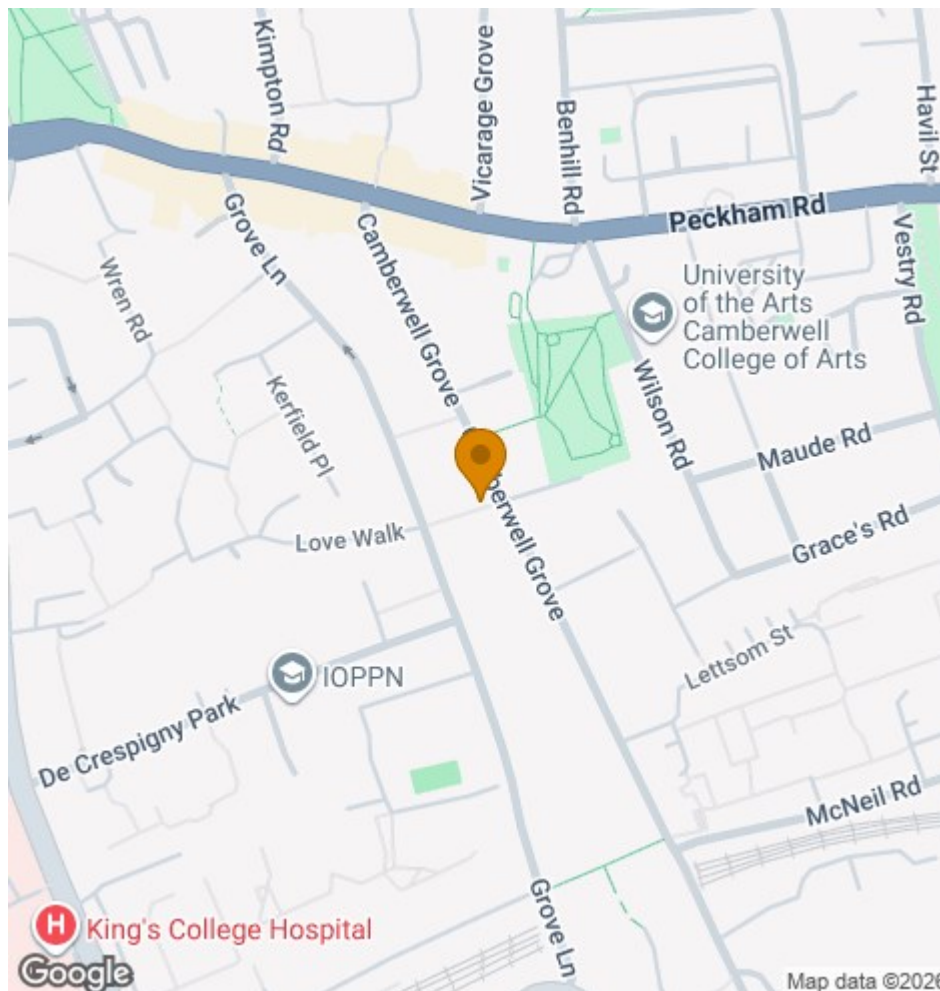 Kimpton Rd
Vicarage Grove
Benhill Rd
Havil St
Peckham Rd
Grove Ln
Camberwell Grove
Vestry Rd
Wren Rd
University
of the Arts
Camberwell
College of Arts
Kerfield Pl
Wilson Rd
Maude Rd
berwell Grove
Love Walk
Grace's Rd
Lettsom St
IOPPN
De Crespigny Park
McNeil Rd
Grove Ln
H
King's College Hospital
Google
Map data ©2026